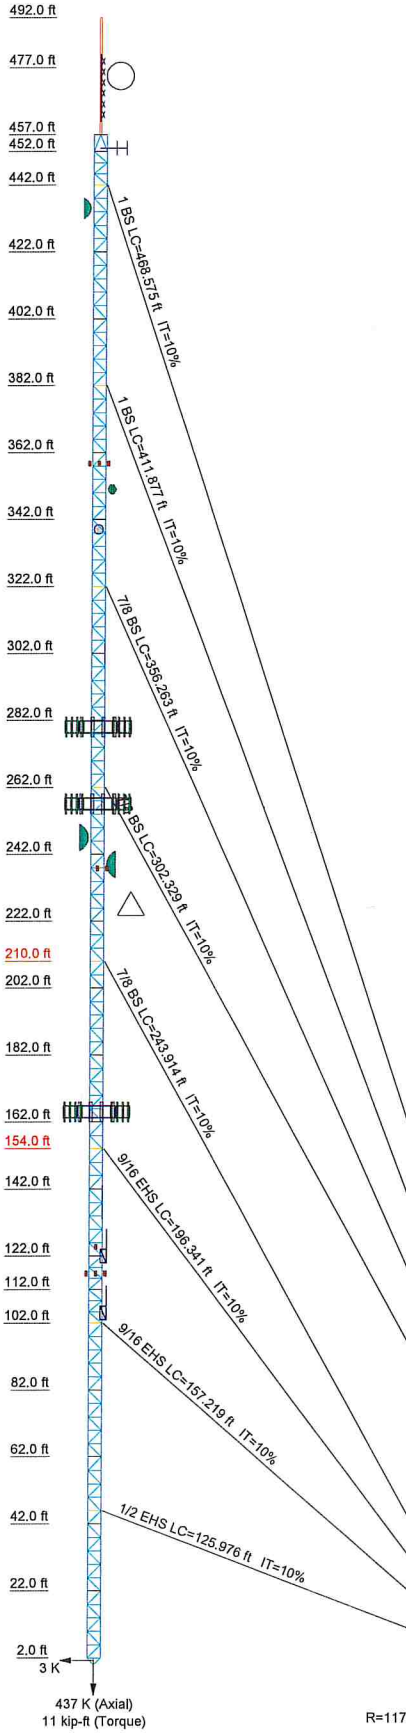 492.0 ft
477.0 ft
457.0 ft
452.0 ft
442.0 ft
1 BS LC=468.575 ft IT=10%
422.0 ft
402.0 ft
382.0 ft
1 BS LC=411.877 ft IT=10%
362.0 ft
342.0 ft
322.0 ft
7/8 BS LC=356.263 ft IT=10%
302.0 ft
282.0 ft
262.0 ft
BS LC=302.329 ft IT=10%
242.0 ft
222.0 ft
210.0 ft
7/8 BS LC=243.914 ft IT=10%
202.0 ft
182.0 ft
162.0 ft
154.0 ft
9/16 EHS LC=196.341 ft IT=10%
142.0 ft
122.0 ft
112.0 ft
102.0 ft
9/16 EHS LC=157.219 ft IT=10%
82.0 ft
62.0 ft
42.0 ft
1/2 EHS LC=125.976 ft IT=10%
22.0 ft
2.0 ft
3 K
437 K (Axial)
11 kip-ft (Torque)
R=117